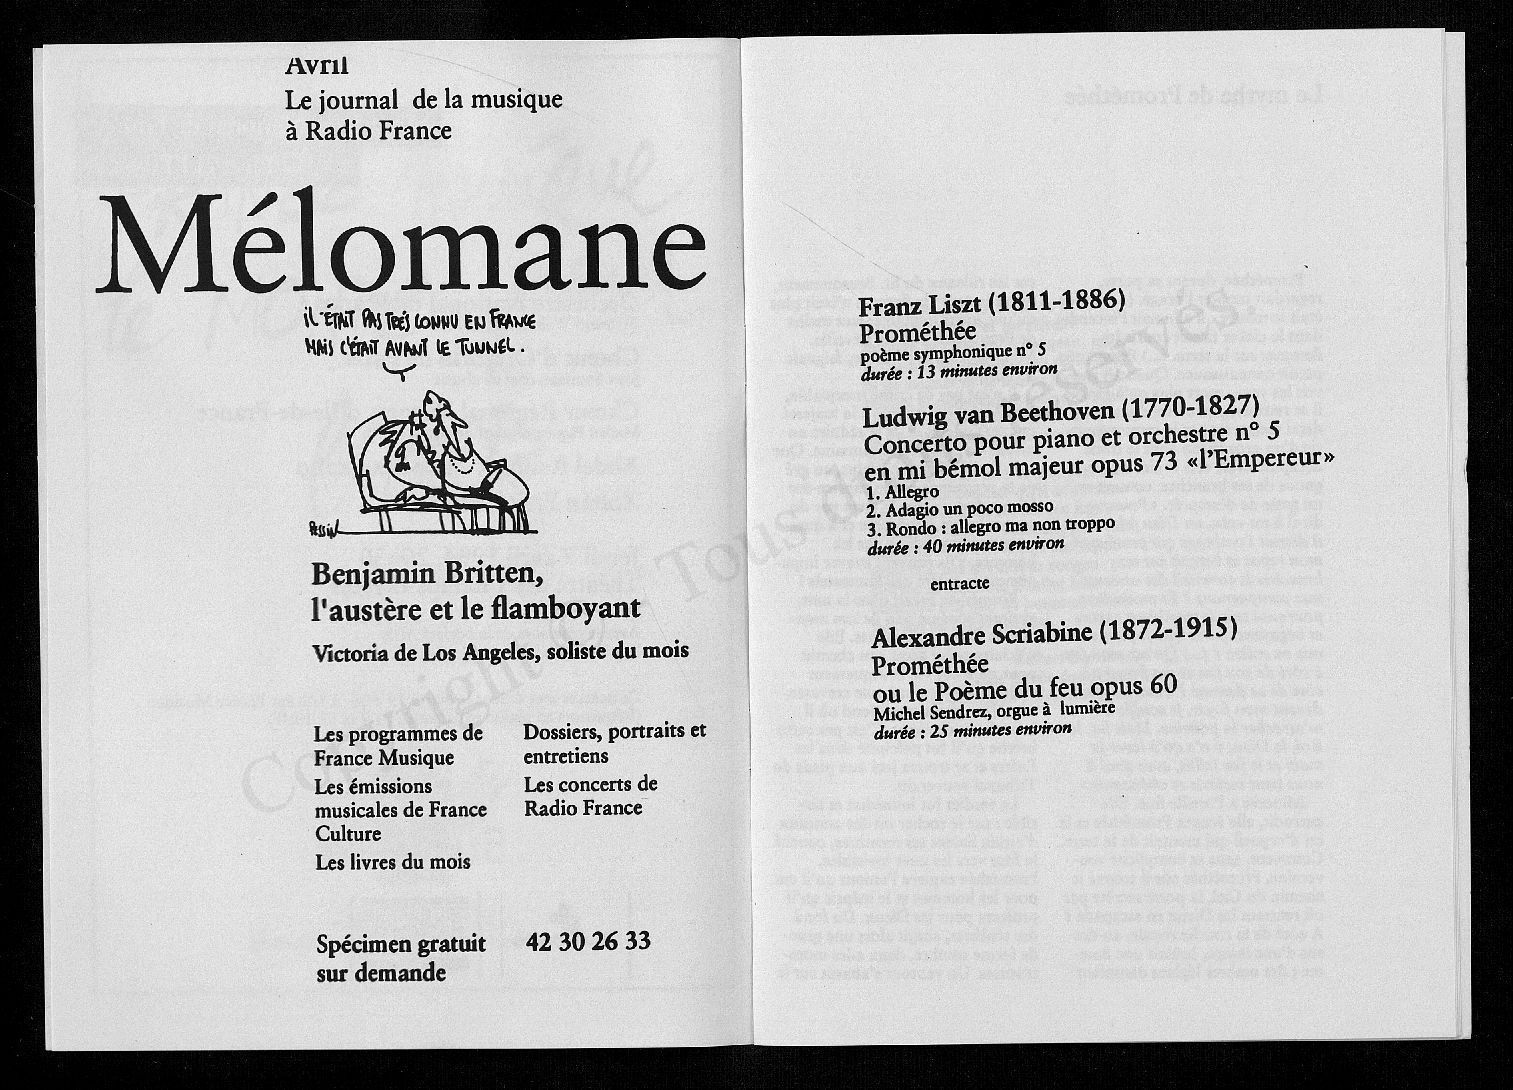 Avril
Le journal de la musique
à Radio France
Mélomane
IL ÉTAIT PAS TRÉS CONNU EN FRANCE
MAIS C'ÉTAIT AVANT LE TUNNEL.
Benjamin Britten,
l'austère et le flamboyant
Victoria de Los Angeles, soliste du mois
Les programmes de
France Musique
Les émissions
musicales de France
Culture
Les livres du mois
Dossiers, portraits et
entretiens
Les concerts de
Radio France
Spécimen gratuit
sur demande
42 30 26 33
Franz Liszt (1811-1886)
Prométhée
poème symphonique n° 5
durée : 13 minutes environ
Ludwig van Beethoven (1770-1827)
Concerto pour piano et orchestre n° 5
en mi bémol majeur opus 73 «l'Empereur»
1. Allegro
2. Adagio un poco mosso
3. Rondo : allegro ma non troppo
durée : 40 minutes environ
entracte
Alexandre Scriabine (1872-1915)
Prométhée
ou le Poème du feu opus 60
Michel Sendrez, orgue à lumière
durée : 25 minutes environ
Copyright © Tous droits réservés.